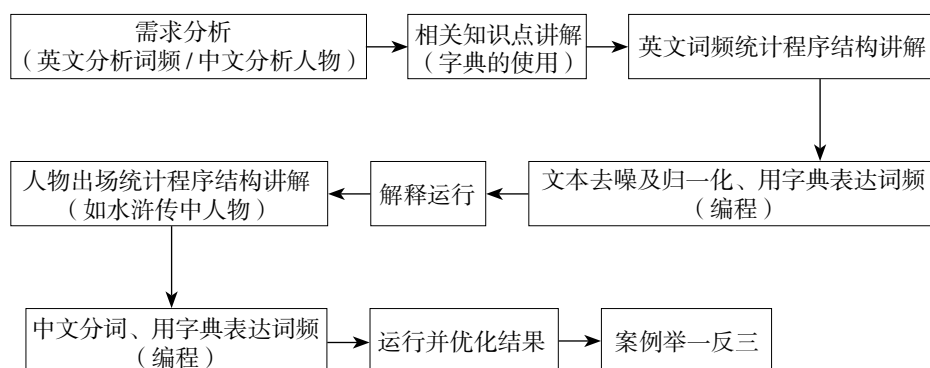 需求分析
（英文分析词频/中文分析人物）
相关知识点讲解
（字典的使用）
英文词频统计程序结构讲解
文本去噪及归一化、用字典表达词频
（编程）
解释运行
人物出场统计程序结构讲解
（如水浒传中人物）
中文分词、用字典表达词频
（编程）
运行并优化结果
案例举一反三